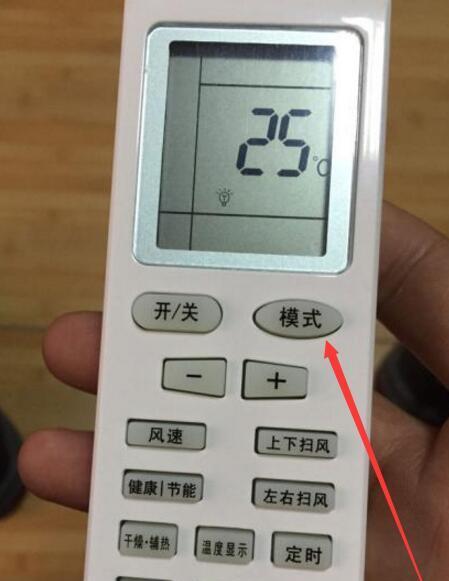 25°C
开/关 模式
− +
风速 上下扫风
健康|节能 左右扫风
干燥·辅热 温度显示 定时